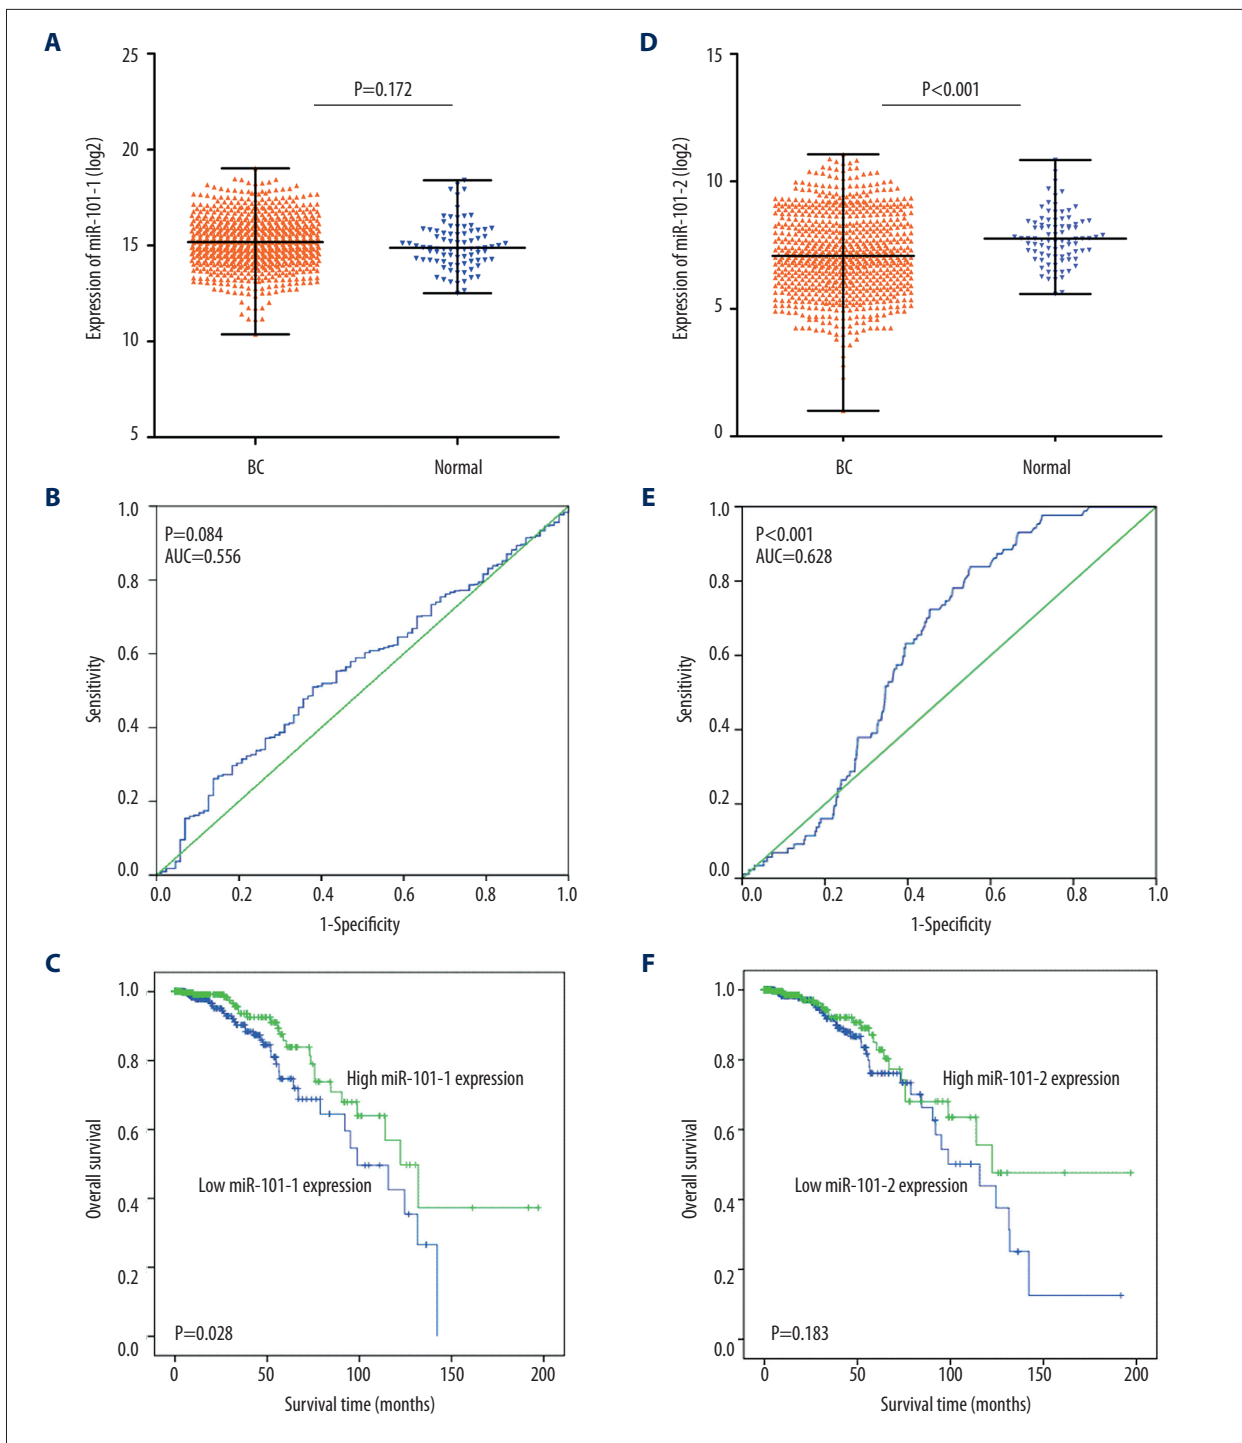 A
25
20
15
10
5
Expression of miR-101-1 (log2)
P=0.172
BC
Normal
D
15
10
5
0
Expression of miR-101-2 (log2)
P<0.001
BC
Normal
B
1.0
0.8
0.6
0.4
0.2
0.0
Sensitivity
P=0.084
AUC=0.556
0.0 0.2 0.4 0.6 0.8 1.0
1-Specificity
E
1.0
0.8
0.6
0.4
0.2
0.0
Sensitivity
P<0.001
AUC=0.628
0.0 0.2 0.4 0.6 0.8 1.0
1-Specificity
C
1.0
0.8
0.6
0.4
0.2
0.0
Overall survival
High miR-101-1 expression
Low miR-101-1 expression
P=0.028
0 50 100 150 200
Survival time (months)
F
1.0
0.8
0.6
0.4
0.2
0.0
Overall survival
High miR-101-2 expression
Low miR-101-2 expression
P=0.183
0 50 100 150 200
Survival time (months)